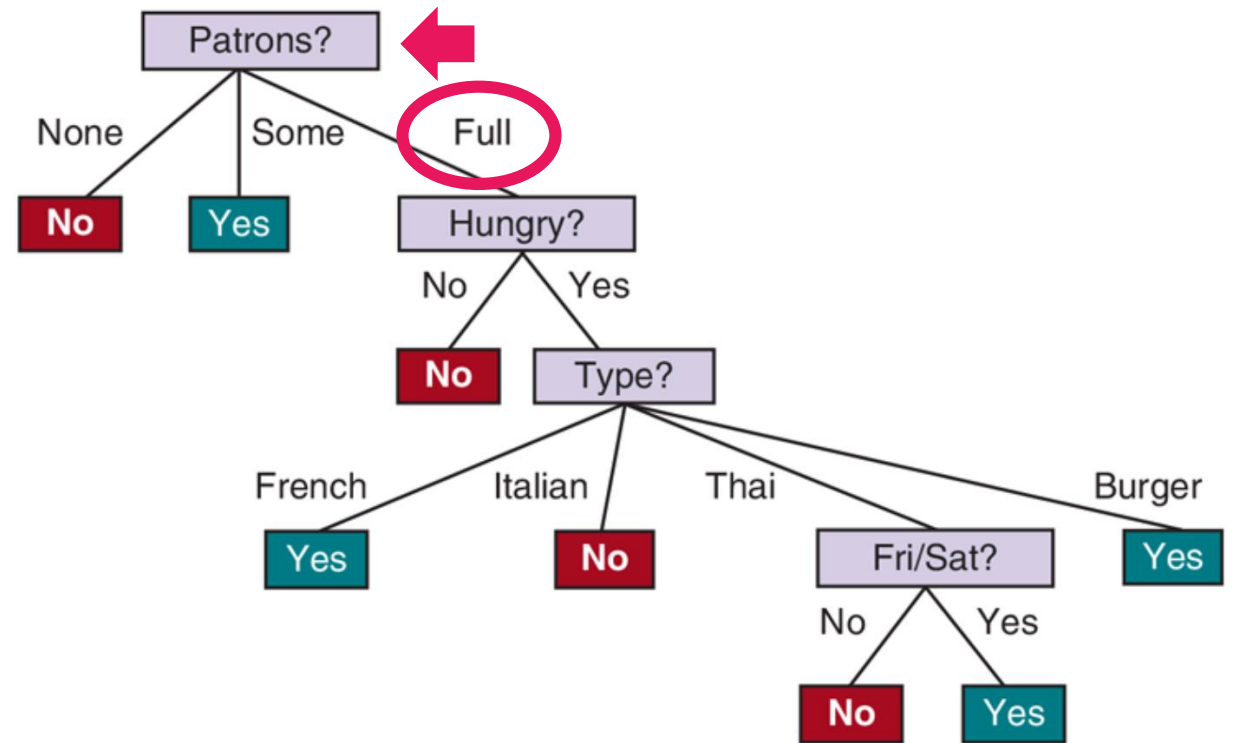 Patrons?
None Some Full
No Yes Hungry?
No Yes
No Type?
French Italian Thai Burger
Yes No Fri/Sat? Yes
No Yes
No Yes